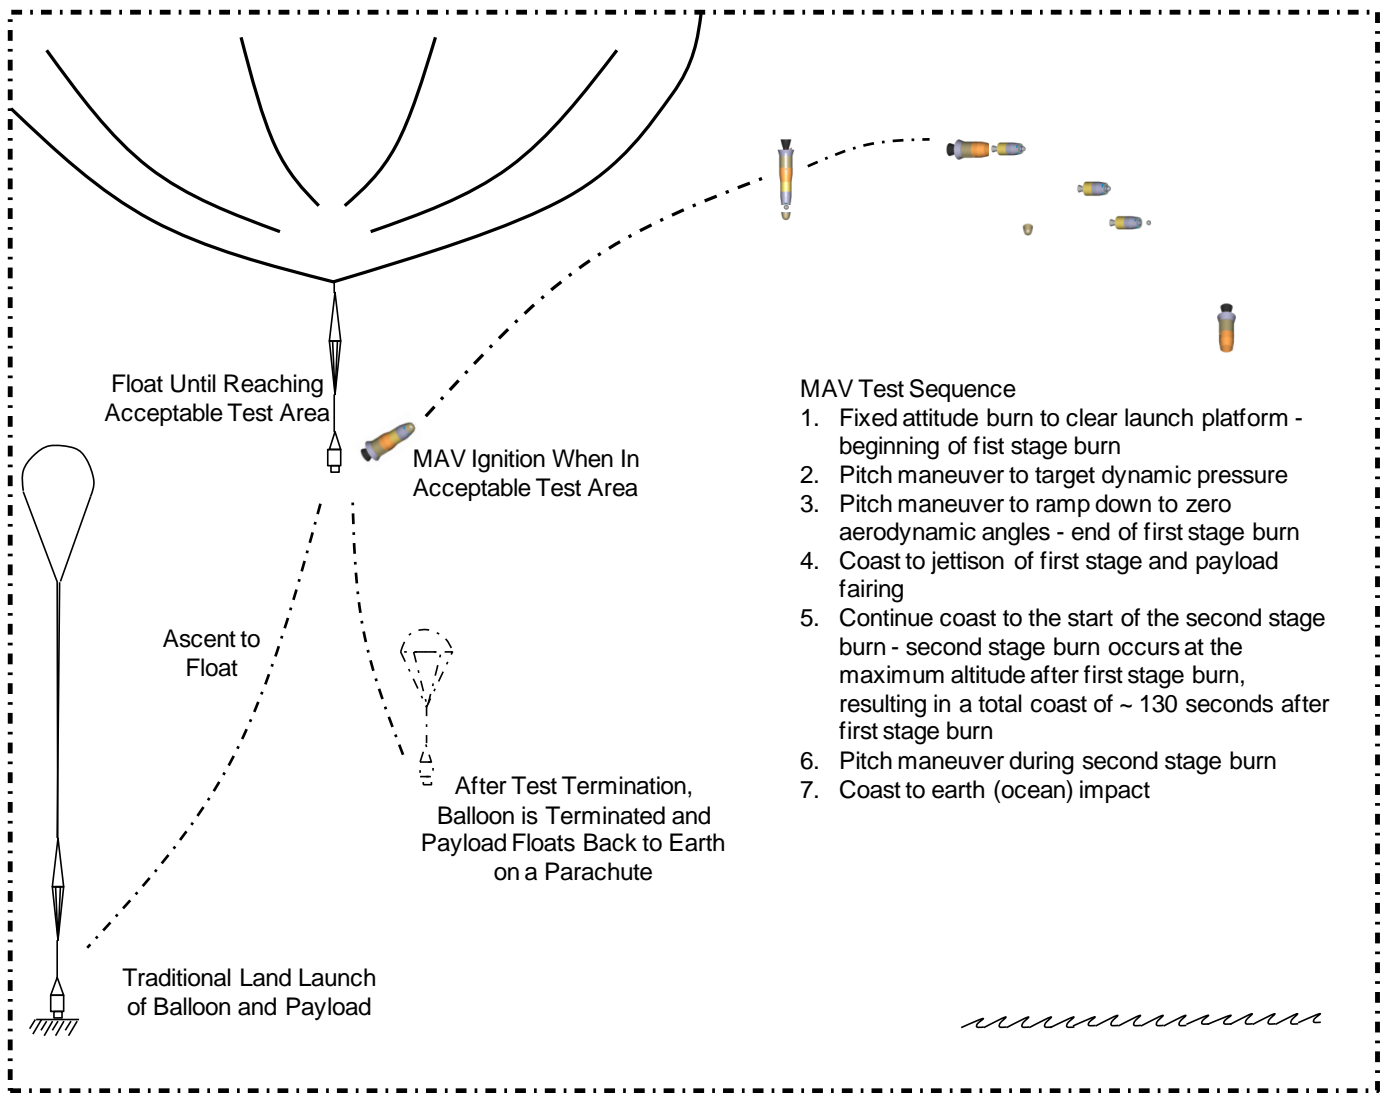 Float Until Reaching
Acceptable Test Area
MAV Ignition When In
Acceptable Test Area
Ascent to
Float
After Test Termination,
Balloon is Terminated and
Payload Floats Back to Earth
on a Parachute
Traditional Land Launch
of Balloon and Payload
MAV Test Sequence
1. Fixed attitude burn to clear launch platform -
beginning of fist stage burn
2. Pitch maneuver to target dynamic pressure
3. Pitch maneuver to ramp down to zero
aerodynamic angles - end of first stage burn
4. Coast to jettison of first stage and payload
fairing
5. Continue coast to the start of the second stage
burn - second stage burn occurs at the
maximum altitude after first stage burn,
resulting in a total coast of ~ 130 seconds after
first stage burn
6. Pitch maneuver during second stage burn
7. Coast to earth (ocean) impact